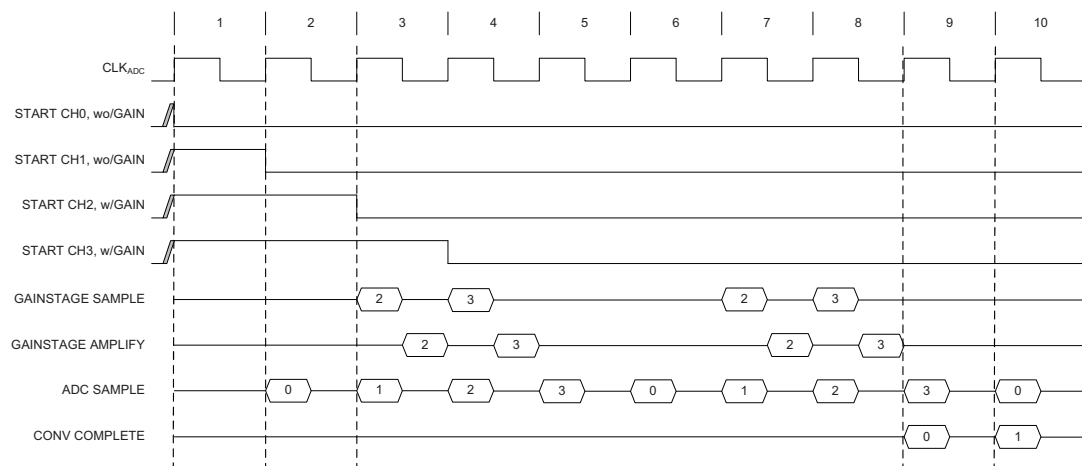 1 2 3 4 5 6 7 8 9 10
CLKADC
START CH0, wo/GAIN
START CH1, wo/GAIN
START CH2, w/GAIN
START CH3, w/GAIN
GAINSTAGE SAMPLE 2 3 2 3
GAINSTAGE AMPLIFY 2 3 2 3
ADC SAMPLE 0 1 2 3 0 1 2 3 0
CONV COMPLETE 0 1